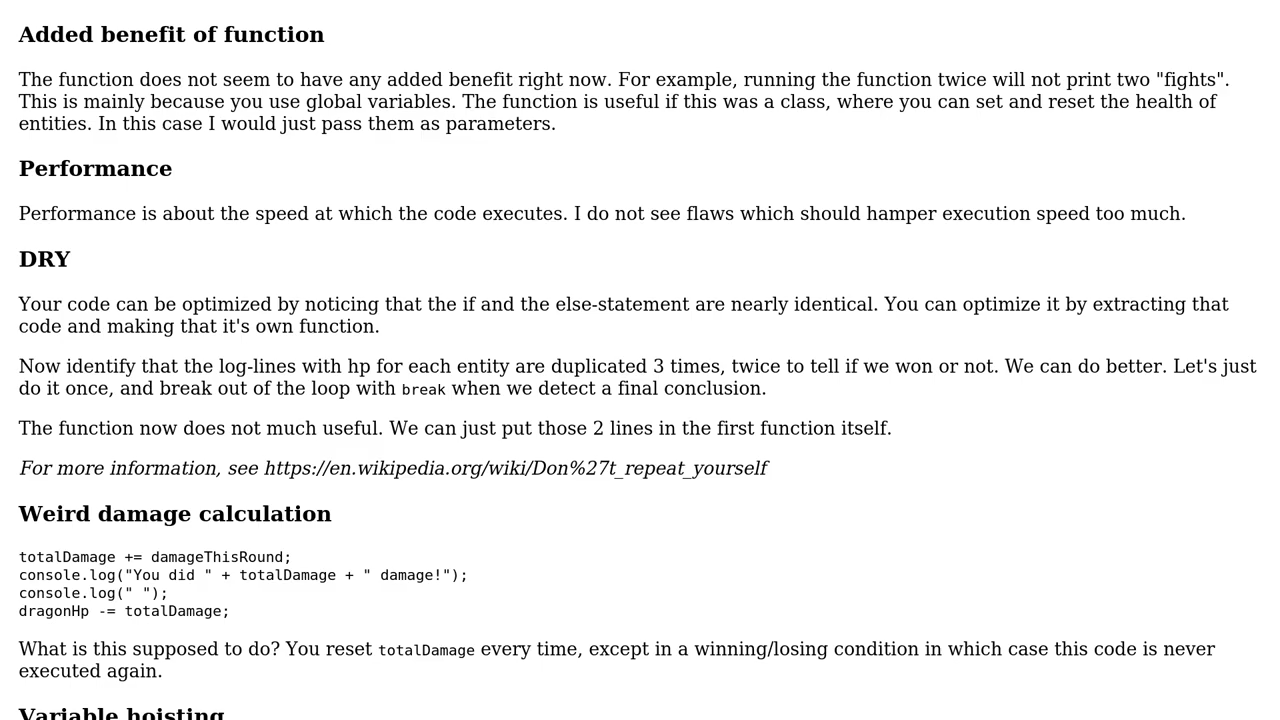 Added benefit of function
The function does not seem to have any added benefit right now. For example, running the function twice will not print two "fights".
This is mainly because you use global variables. The function is useful if this was a class, where you can set and reset the health of
entities. In this case I would just pass them as parameters.
Performance
Performance is about the speed at which the code executes. I do not see flaws which should hamper execution speed too much.
DRY
Your code can be optimized by noticing that the if and the else-statement are nearly identical. You can optimize it by extracting that
code and making that it's own function.
Now identify that the log-lines with hp for each entity are duplicated 3 times, twice to tell if we won or not. We can do better. Let's just
do it once, and break out of the loop with break when we detect a final conclusion.
The function now does not much useful. We can just put those 2 lines in the first function itself.
For more information, see https://en.wikipedia.org/wiki/Don%27t_repeat_yourself
Weird damage calculation
totalDamage += damageThisRound;
console.log("You did " + totalDamage + " damage!");
console.log(" ");
dragonHp -= totalDamage;
What is this supposed to do? You reset totalDamage every time, except in a winning/losing condition in which case this code is never
executed again.
Variable hoisting